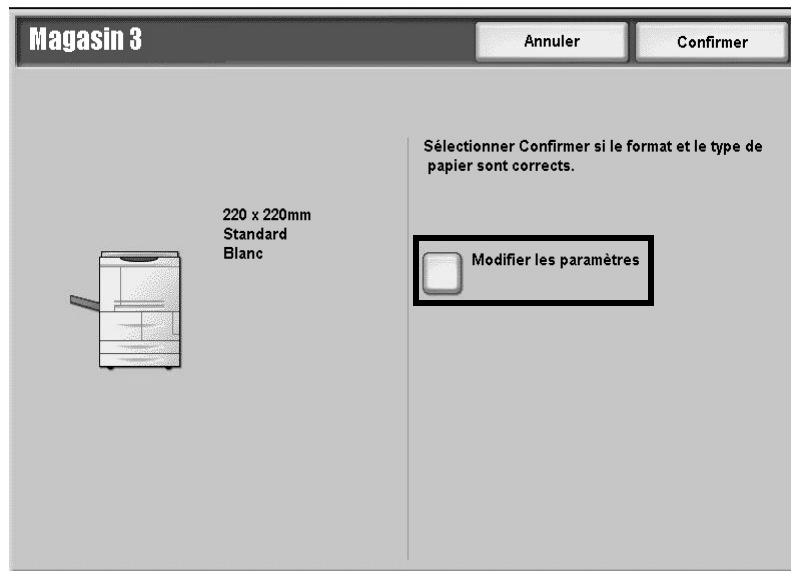 Magasin 3
Annuler
Confirmer
Sélectionner Confirmer si le format et le type de
papier sont corrects.
220 x 220mm
Standard
Blanc
Modifier les paramètres